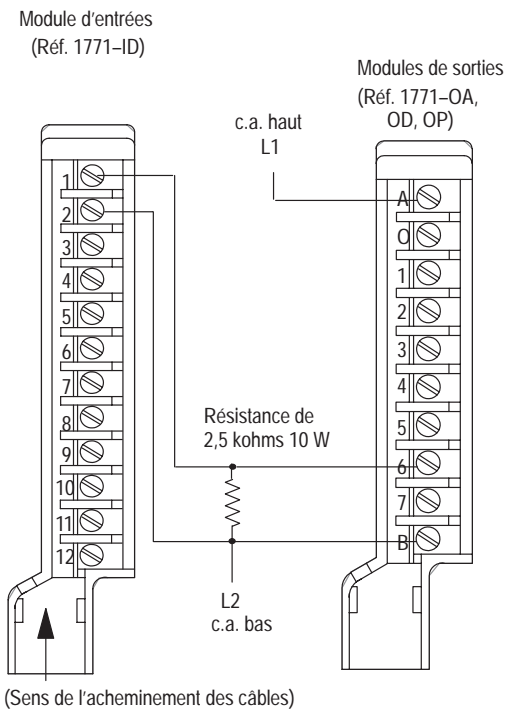 Module d'entrées
(Réf. 1771–ID)
Modules de sorties
(Réf. 1771–OA,
OD, OP)
c.a. haut
L1
1
2
3
4
5
6
7
8
9
10
11
12
A
O
1
2
3
4
5
6
7
B
Résistance de
2,5 kohms 10 W
L2
c.a. bas
(Sens de l'acheminement des câbles)